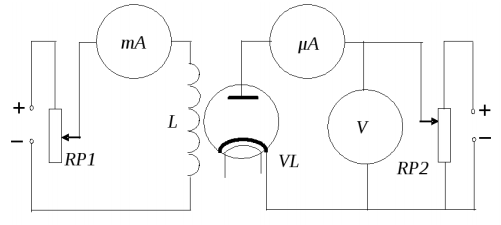 mA
μA
+
−
RP1
L
VL
V
RP2
+
−